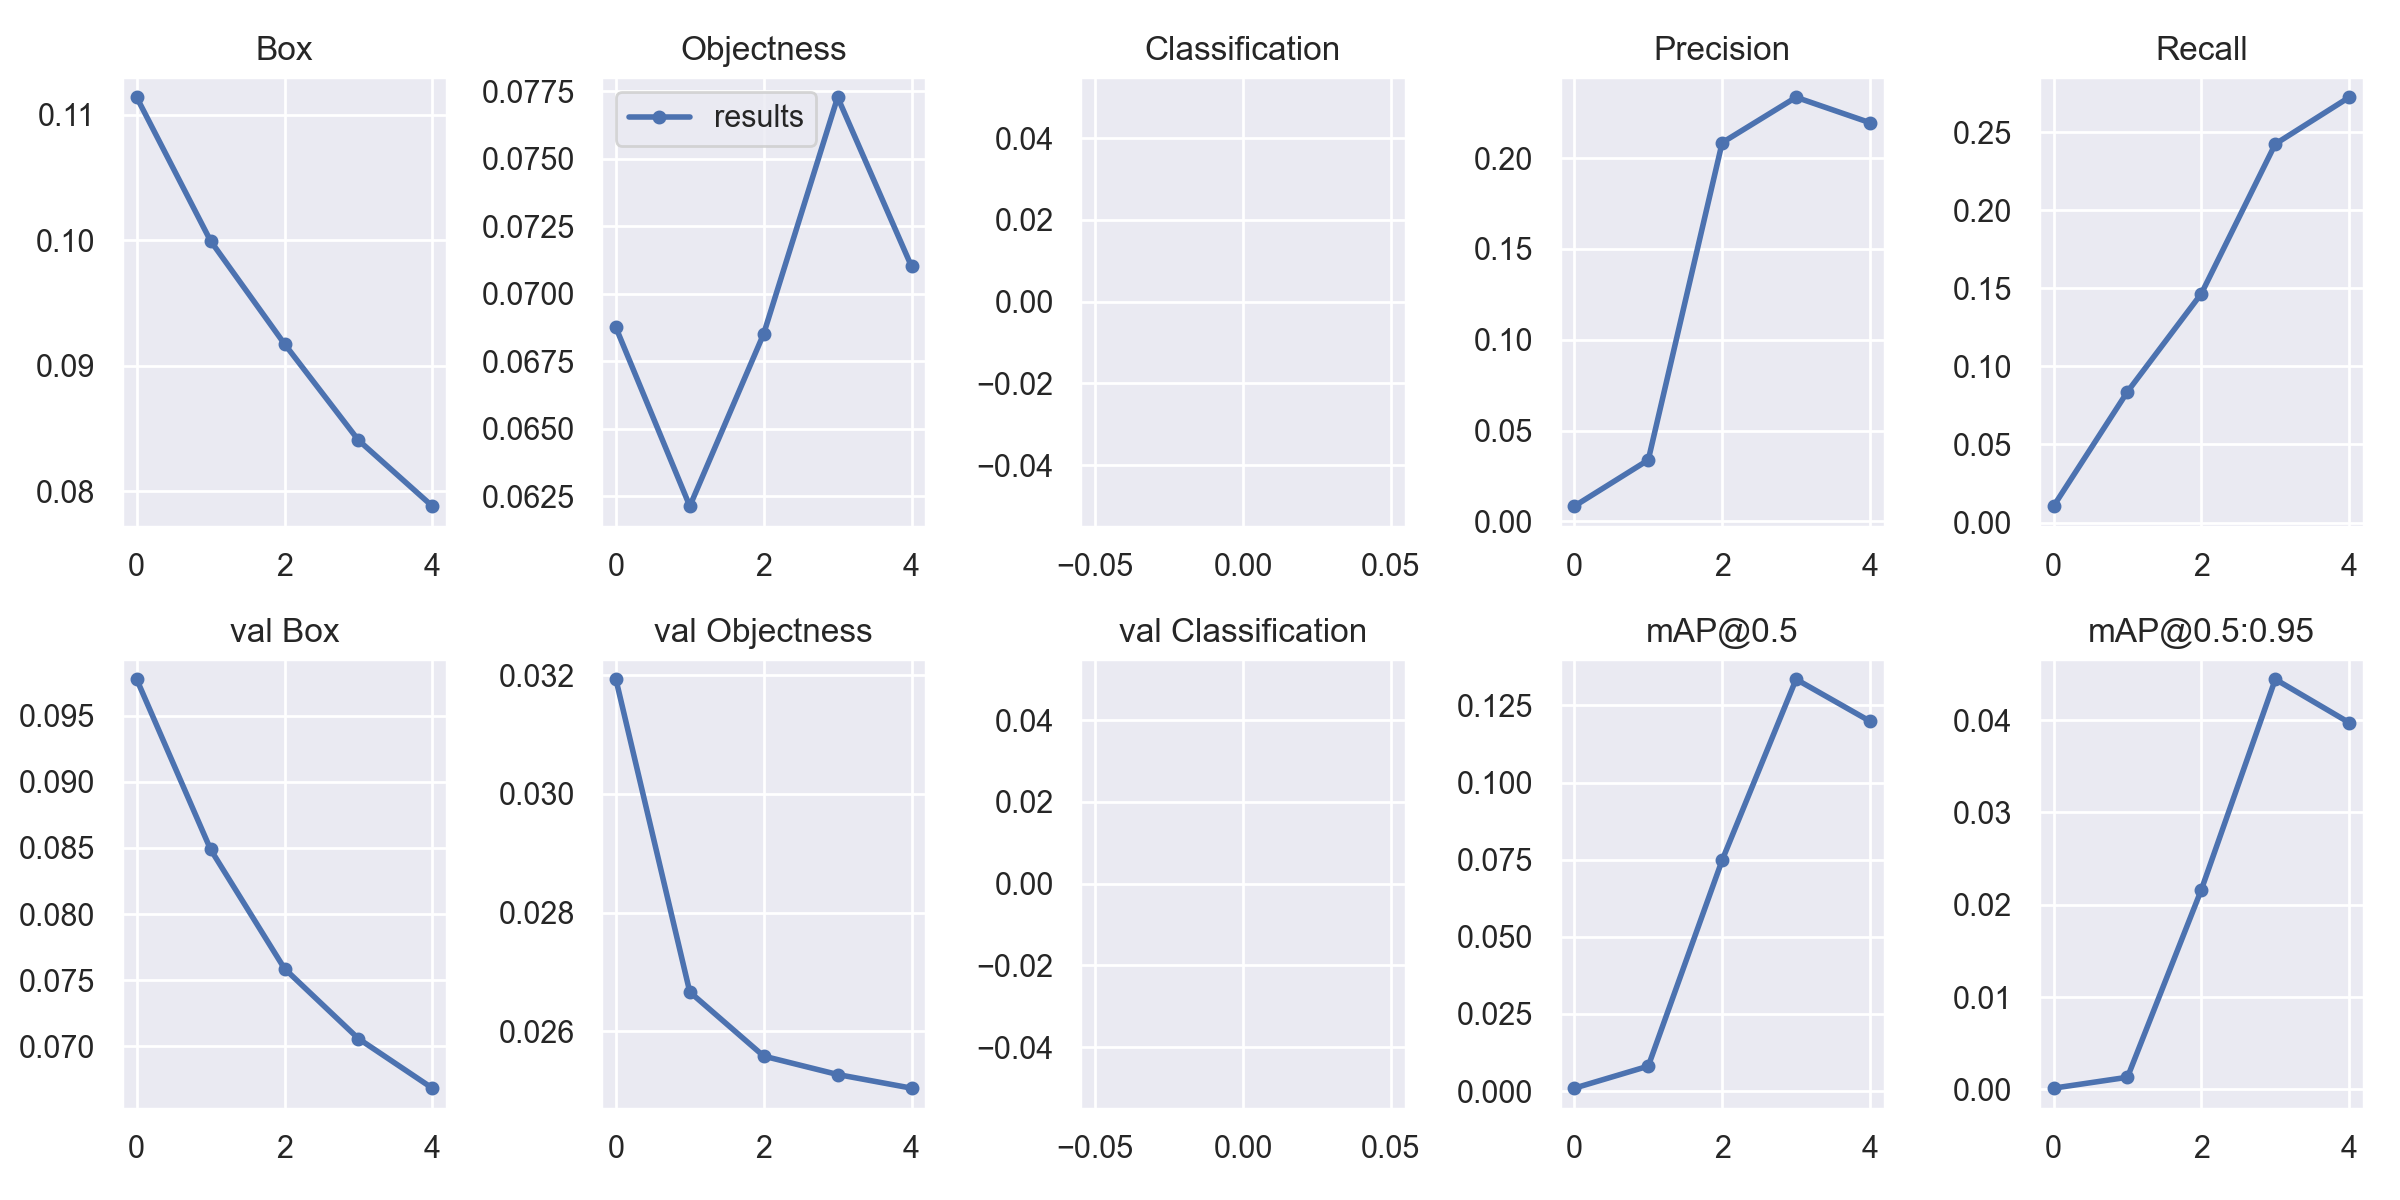 Box
0.11
0.10
0.09
0.08
0 2 4
Objectness
results
0.0775
0.0750
0.0725
0.0700
0.0675
0.0650
0.0625
0 2 4
Classification
0.04
0.02
0.00
−0.02
−0.04
−0.05 0.00 0.05
Precision
0.20
0.15
0.10
0.05
0.00
0 2 4
Recall
0.25
0.20
0.15
0.10
0.05
0.00
0 2 4
val Box
0.095
0.090
0.085
0.080
0.075
0.070
0 2 4
val Objectness
0.032
0.030
0.028
0.026
0 2 4
val Classification
0.04
0.02
0.00
−0.02
−0.04
−0.05 0.00 0.05
mAP@0.5
0.125
0.100
0.075
0.050
0.025
0.000
0 2 4
mAP@0.5:0.95
0.04
0.03
0.02
0.01
0.00
0 2 4